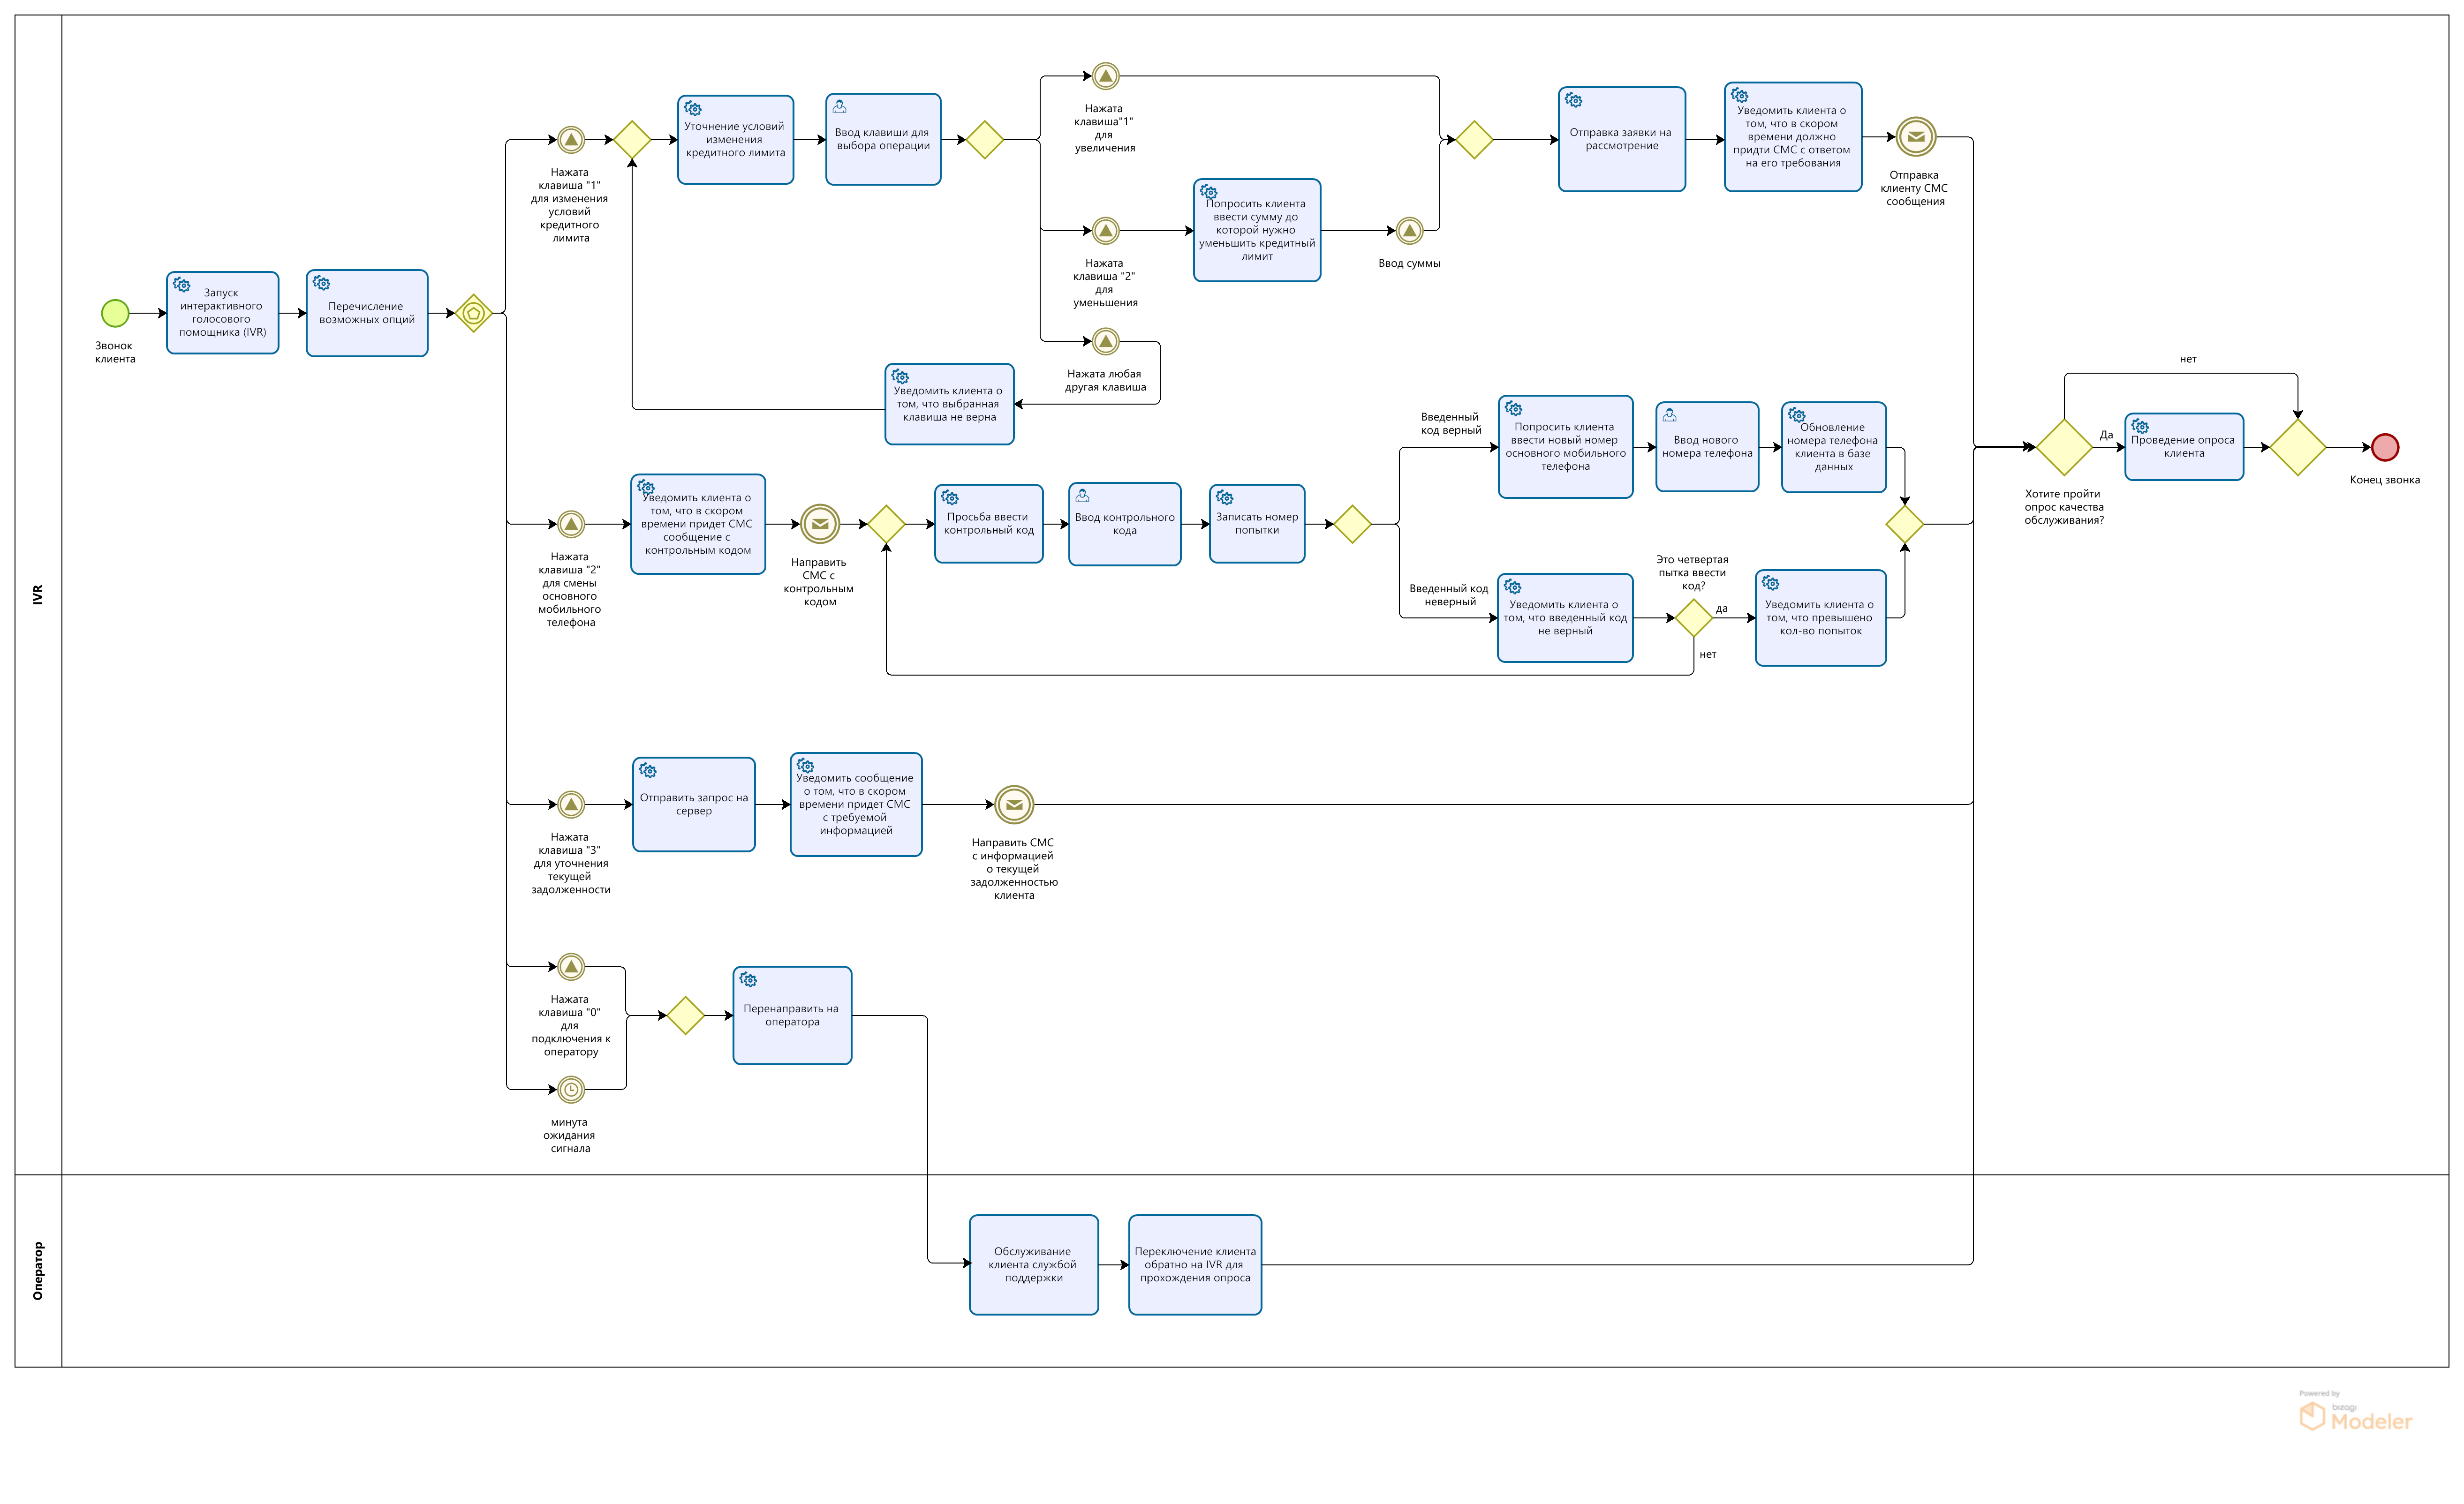 IVR
Оператор
Звонок
клиента
Запуск
интерактивного
голосового
помощника (IVR)
Перечисление
возможных опций
Нажата
клавиша "1"
для изменения
условий
кредитного
лимита
Уточнение условий
изменения
кредитного лимита
Ввод клавиши для
выбора операции
Нажата
клавиша"1"
для
увеличения
Нажата
клавиша "2"
для
уменьшения
Попросить клиента
ввести сумму до
которой нужно
уменьшить кредитный
лимит
Ввод суммы
Нажата любая
другая клавиша
Уведомить клиента о
том, что выбранная
клавиша не верна
Отправка заявки на
рассмотрение
Уведомить клиента о
том, что в скором
времени должно
придти СМС с ответом
на его требования
Отправка
клиенту СМС
сообщения
Нажата
клавиша "2"
для смены
основного
мобильного
телефона
Уведомить клиента о
том, что в скором
времени придет СМС
сообщение с
контрольным кодом
Направить
СМС с
контрольным
кодом
Просьба ввести
контрольный код
Ввод контрольного
кода
Записать номер
попытки
Введенный
код верный
Попросить клиента
ввести новый номер
основного мобильного
телефона
Ввод нового
номера телефона
Обновление
номера телефона
клиента в базе
данных
Введенный код
неверный
Уведомить клиента о
том, что введенный код
не верный
Это четвертая
пытка ввести
код?
да
нет
Уведомить клиента о
том, что превышено
кол-во попыток
Нажата
клавиша "3"
для уточнения
текущей
задолженности
Отправить запрос на
сервер
Уведомить сообщение
о том, что в скором
времени придет СМС
с требуемой
информацией
Направить СМС
с информацией
о текущей
задолженностью
клиента
Нажата
клавиша "0"
для
подключения к
оператору
минута
ожидания
сигнала
Перенаправить на
оператора
Обслуживание
клиента службой
поддержки
Переключение клиента
обратно на IVR для
прохождения опроса
Хотите пройти
опрос качества
обслуживания?
нет
Да
Проведение опроса
клиента
Конец звонка
Powered by
bizagi
Modeler